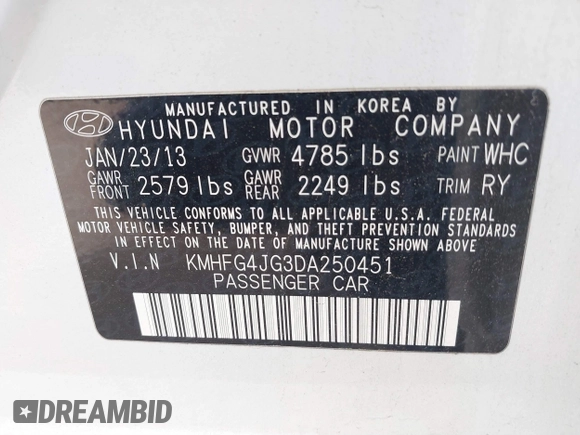 MANUFACTURED IN KOREA BY
HYUNDAI MOTOR COMPANY
JAN/23/13 GVWR 4785 lbs PAINT WHC
GAWR FRONT 2579 lbs GAWR REAR 2249 lbs TRIM RY
THIS VEHICLE CONFORMS TO ALL APPLICABLE U.S.A. FEDERAL
MOTOR VEHICLE SAFETY, BUMPER, AND THEFT PREVENTION STANDARDS
IN EFFECT ON THE DATE OF MANUFACTURE SHOWN ABOVE
V.I.N KMHFG4JG3DA250451
PASSENGER CAR
DREAMBID